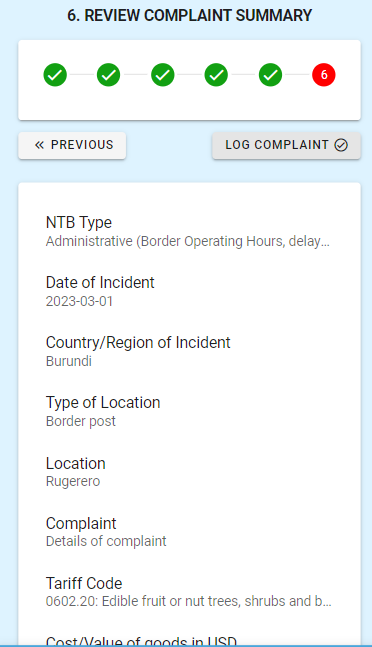 6. REVIEW COMPLAINT SUMMARY
6
PREVIOUS
LOG COMPLAINT
NTB Type
Administrative (Border Operating Hours, delay...
Date of Incident
2023-03-01
Country/Region of Incident
Burundi
Type of Location
Border post
Location
Rugerero
Complaint
Details of complaint
Tariff Code
0602.20: Edible fruit or nut trees, shrubs and b...
Cost/Value of goods in USD